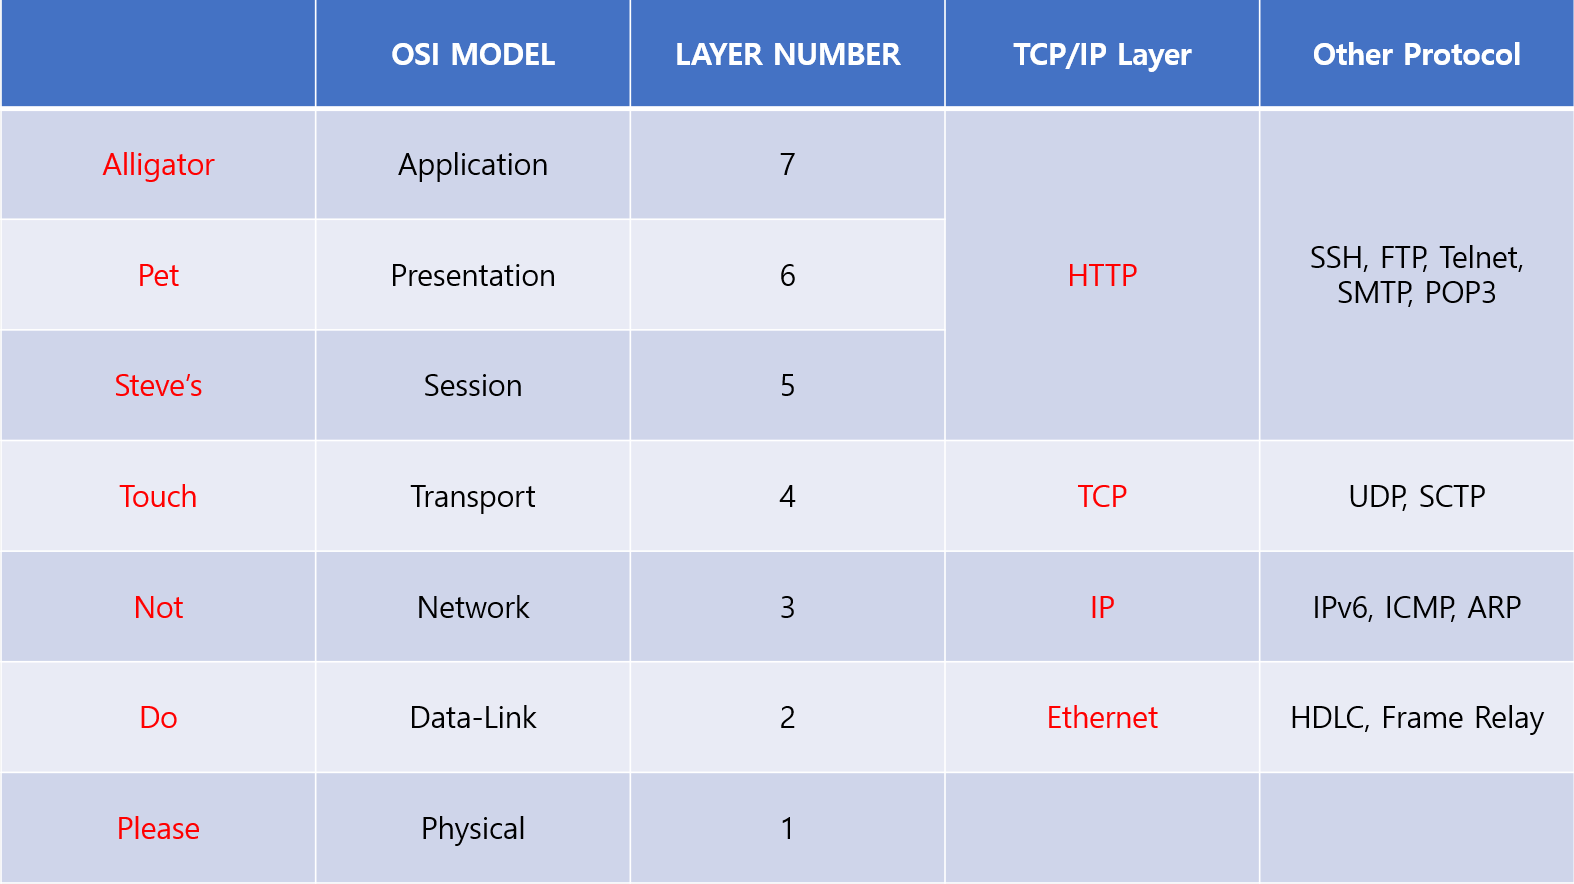 OSI MODEL LAYER NUMBER TCP/IP Layer Other Protocol
Alligator Application 7
Pet Presentation 6 HTTP SSH, FTP, Telnet,
SMTP, POP3
Steve’s Session 5
Touch Transport 4 TCP UDP, SCTP
Not Network 3 IP IPv6, ICMP, ARP
Do Data-Link 2 Ethernet HDLC, Frame Relay
Please Physical 1